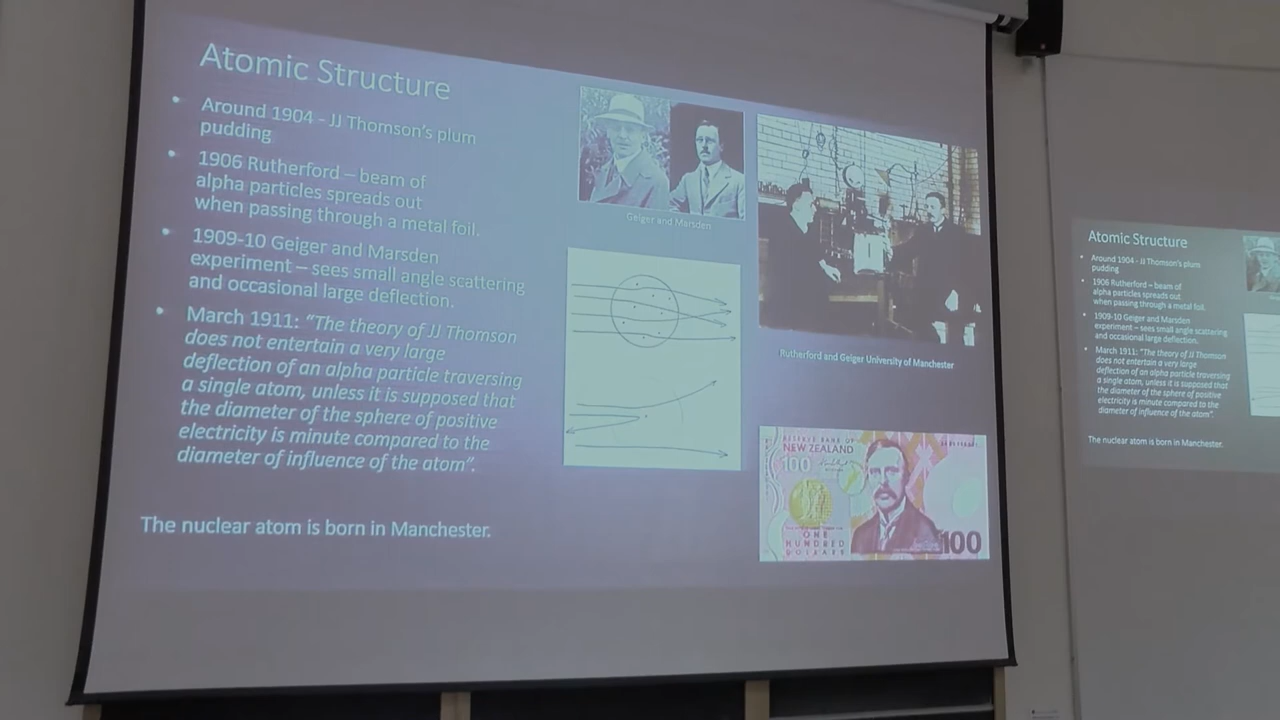 Atomic Structure
• Around 1904 - JJ Thomson's plum
pudding
• 1906 Rutherford – beam of
alpha particles spreads out
when passing through a metal foil.
• 1909-10 Geiger and Marsden
experiment – sees small angle scattering
and occasional large deflection.
• March 1911: "The theory of JJ Thomson
does not entertain a very large
deflection of an alpha particle traversing
a single atom, unless it is supposed that
the diameter of the sphere of positive
electricity is minute compared to the
diameter of influence of the atom".
The nuclear atom is born in Manchester.
Geiger and Marsden
Rutherford and Geiger University of Manchester
RESERVE BANK OF
NEW ZEALAND
100
ONE
HUNDRED
DOLLARS
100
Atomic Structure
• Around 1904 - JJ Thomson's plum
pudding
• 1906 Rutherford – beam of
alpha particles spreads out
when passing through a metal foil.
• 1909-10 Geiger and Marsden
experiment – sees small angle scattering
and occasional large deflection.
• March 1911: "The theory of JJ Thomson
does not entertain a very large
deflection of an alpha particle traversing
a single atom, unless it is supposed that
the diameter of the sphere of positive
electricity is minute compared to the
diameter of influence of the atom".
The nuclear atom is born in Manchester.